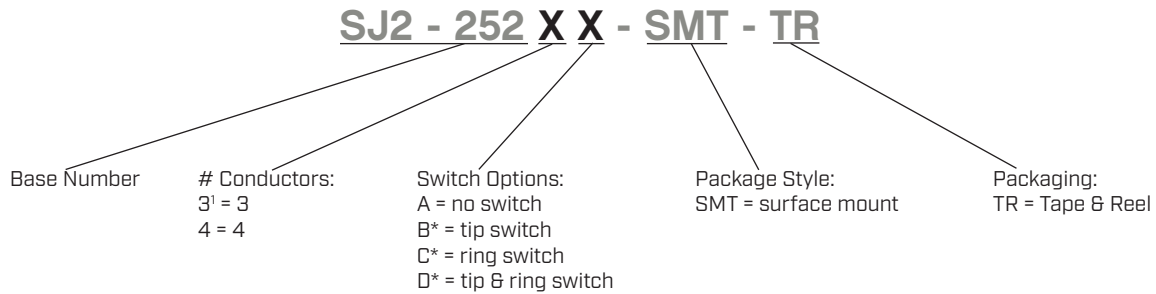 SJ2 - 252 X X - SMT - TR
Base Number
# Conductors:
3¹ = 3
4 = 4
Switch Options:
A = no switch
B* = tip switch
C* = ring switch
D* = tip & ring switch
Package Style:
SMT = surface mount
Packaging:
TR = Tape & Reel